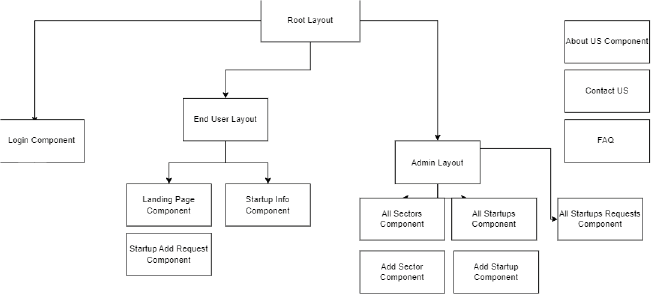 Root Layout
About US Component
Contact US
End User Layout
Login Component
FAQ
Admin Layout
Landing Page
Component
Startup Info
Component
All Sectors
Component
All Startups
Component
All Startups Requests
Component
Startup Add Request
Component
Add Sector
Component
Add Startup
Component